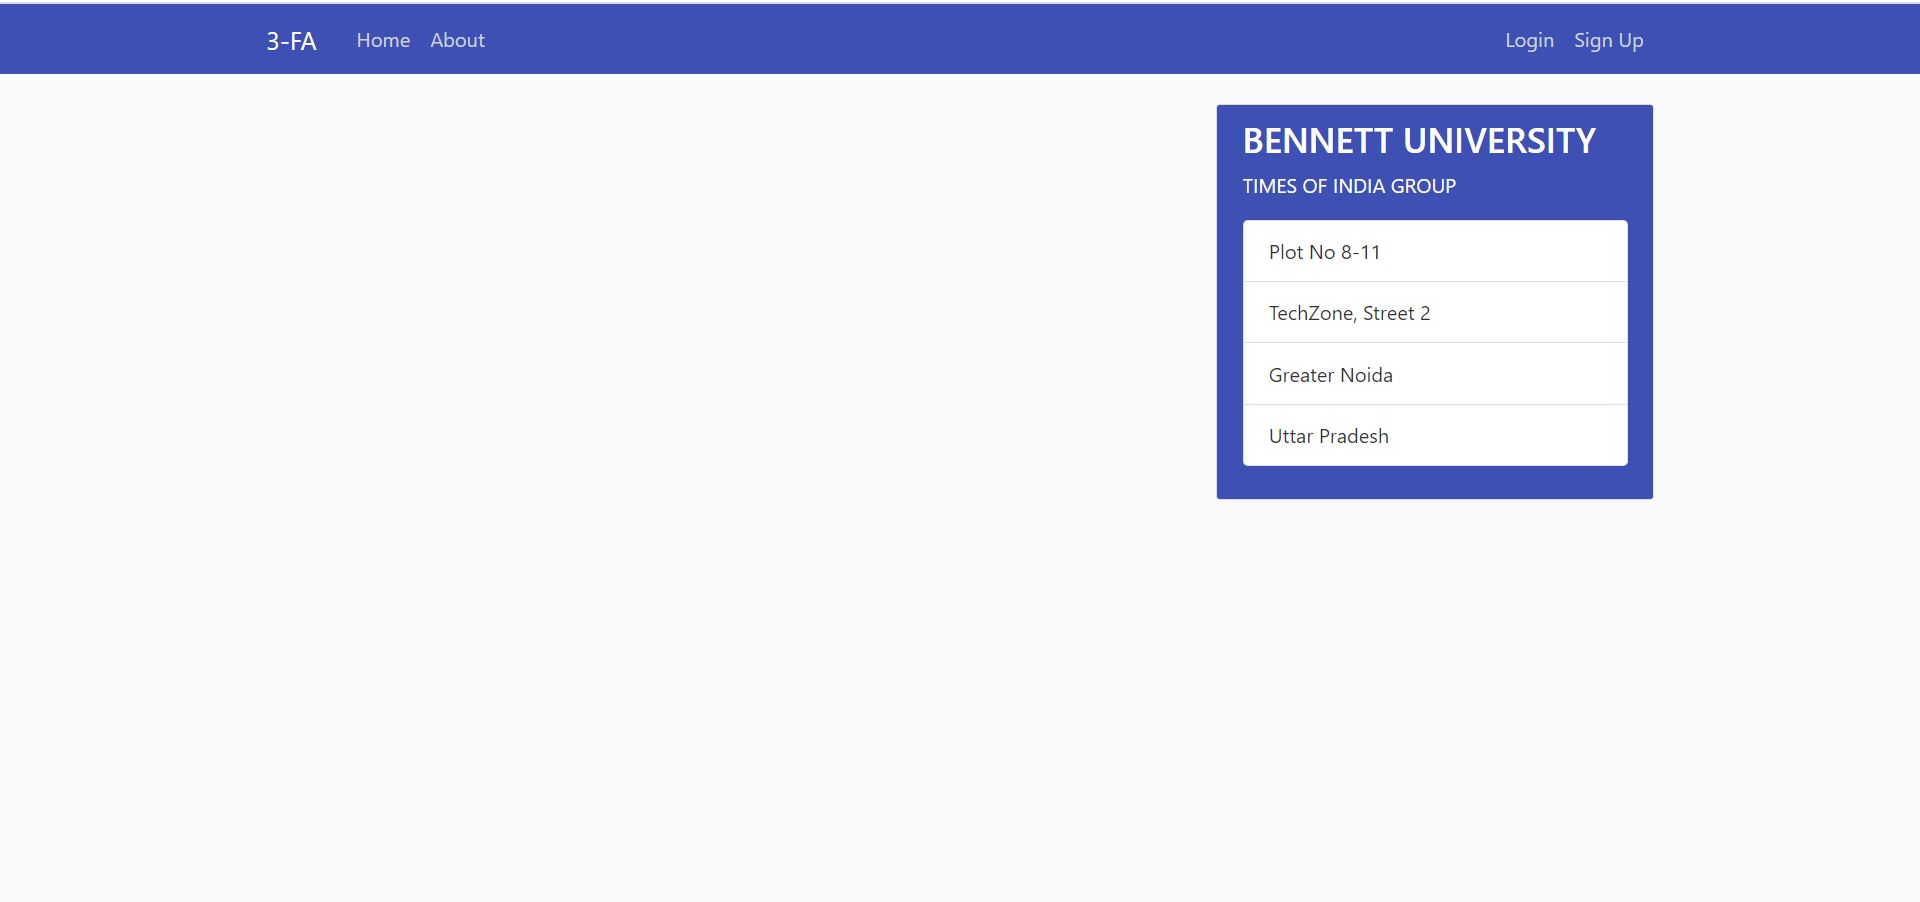 3-FA Home About Login Sign Up
BENNETT UNIVERSITY
TIMES OF INDIA GROUP
Plot No 8-11
TechZone, Street 2
Greater Noida
Uttar Pradesh